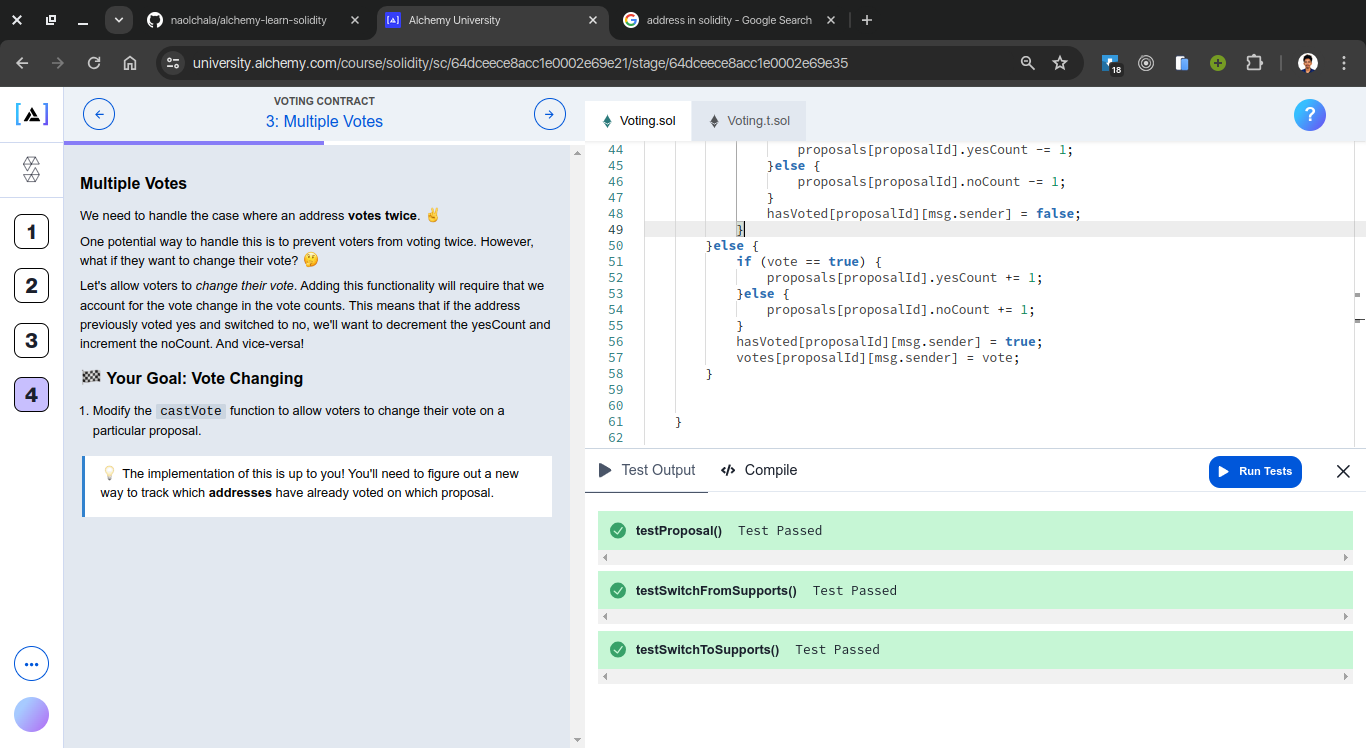 naolchala/alchemy-learn-solidity
Alchemy University
address in solidity - Google Search
university.alchemy.com/course/solidity/sc/64dceece8acc1e0002e69e21/stage/64dceece8acc1e0002e69e35
18
VOTING CONTRACT
3: Multiple Votes
1
2
3
4
Multiple Votes
We need to handle the case where an address votes twice. ✌
One potential way to handle this is to prevent voters from voting twice. However,
what if they want to change their vote? 🤔
Let's allow voters to change their vote. Adding this functionality will require that we
account for the vote change in the vote counts. This means that if the address
previously voted yes and switched to no, we'll want to decrement the yesCount and
increment the noCount. And vice-versa!
🏁 Your Goal: Vote Changing
1. Modify the castVote function to allow voters to change their vote on a
particular proposal.
💡 The implementation of this is up to you! You'll need to figure out a new
way to track which addresses have already voted on which proposal.
Voting.sol
Voting.t.sol
?
44 proposals[proposalId].yesCount -= 1;
45 }else {
46 proposals[proposalId].noCount -= 1;
47 }
48 hasVoted[proposalId][msg.sender] = false;
49 }
50 }else {
51 if (vote == true) {
52 proposals[proposalId].yesCount += 1;
53 }else {
54 proposals[proposalId].noCount += 1;
55 }
56 hasVoted[proposalId][msg.sender] = true;
57 votes[proposalId][msg.sender] = vote;
58 }
59
60
61 }
62
Test Output
Compile
Run Tests
testProposal() Test Passed
testSwitchFromSupports() Test Passed
testSwitchToSupports() Test Passed